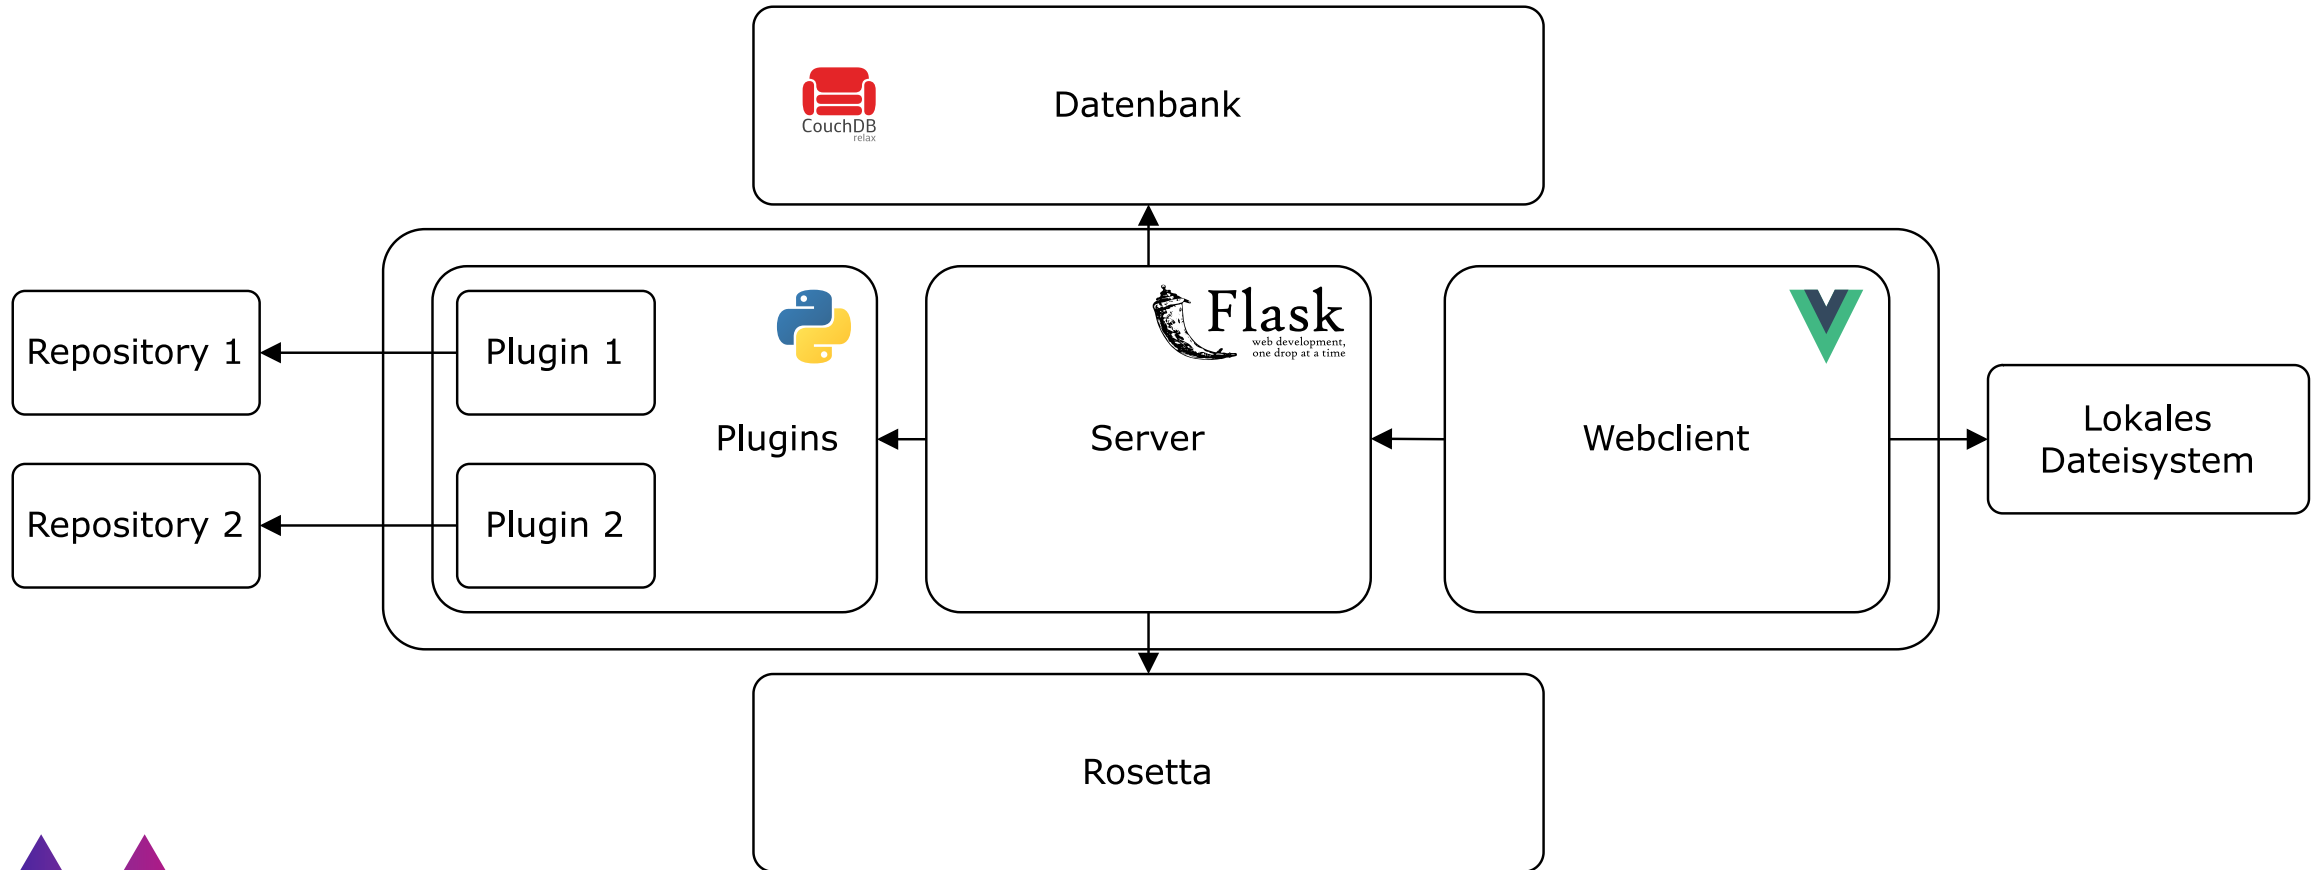 Datenbank
CouchDB
relax
Repository 1
Plugin 1
Plugins
Repository 2
Plugin 2
Flask
web development,
one drop at a time
Server
Webclient
Lokales
Dateisystem
Rosetta